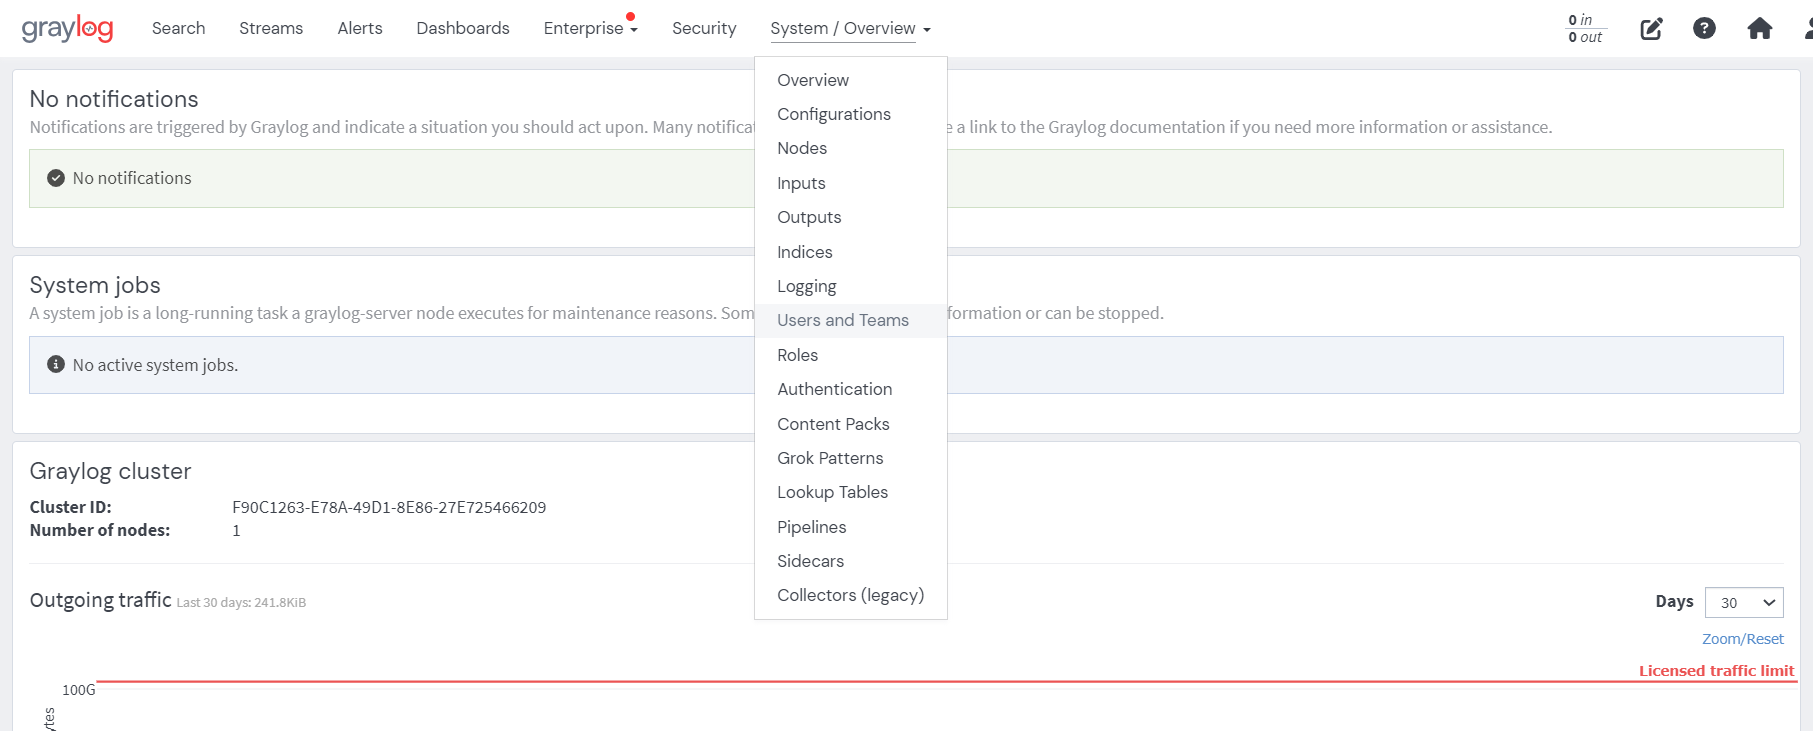 graylog Search Streams Alerts Dashboards Enterprise Security System / Overview 0 in
0 out
Overview
Configurations
Nodes
Inputs
Outputs
Indices
Logging
Users and Teams
Roles
Authentication
Content Packs
Grok Patterns
Lookup Tables
Pipelines
Sidecars
Collectors (legacy)
No notifications
Notifications are triggered by Graylog and indicate a situation you should act upon. Many a link to the Graylog documentation if you need more information or assistance.
No notifications
System jobs
A system job is a long-running task a graylog-server node executes for maintenance reasons. or can be stopped.
No active system jobs.
Graylog cluster
Cluster ID: F90C1263-E78A-49D1-8E86-27E725466209
Number of nodes: 1
Outgoing traffic Last 30 days: 241.8KiB
Days 30
Zoom/Reset
Licensed traffic limit
100G